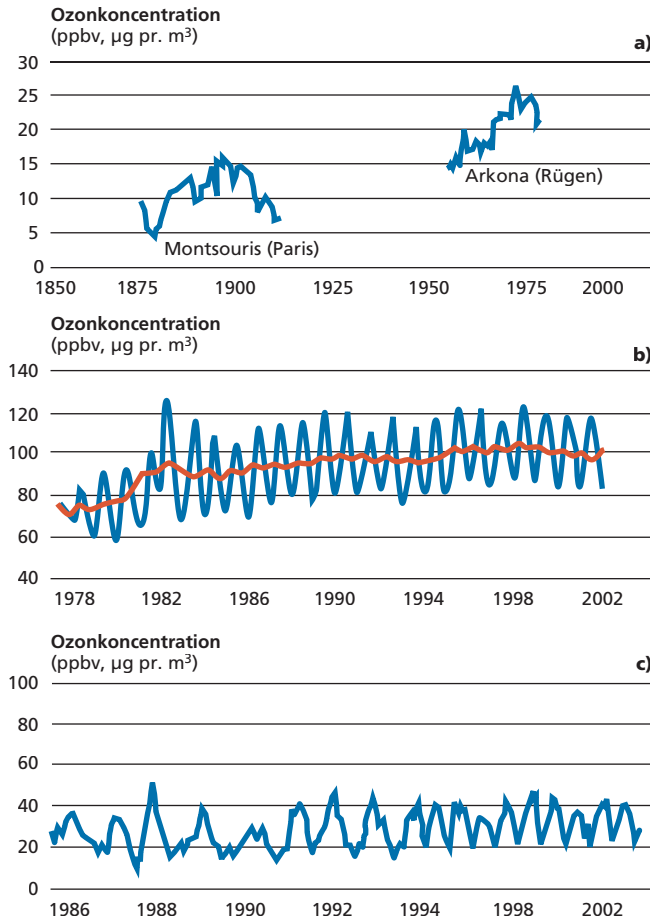 Ozonkoncentration
(ppbv, µg pr. m³)
a)
30
25
20
15
10
5
0
Arkona (Rügen)
Montsouris (Paris)
1850 1875 1900 1925 1950 1975 2000
Ozonkoncentration
(ppbv, µg pr. m³)
b)
140
120
100
80
60
40
1978 1982 1986 1990 1994 1998 2002
Ozonkoncentration
(ppbv, µg pr. m³)
c)
100
80
60
40
20
0
1986 1988 1990 1992 1994 1998 2002